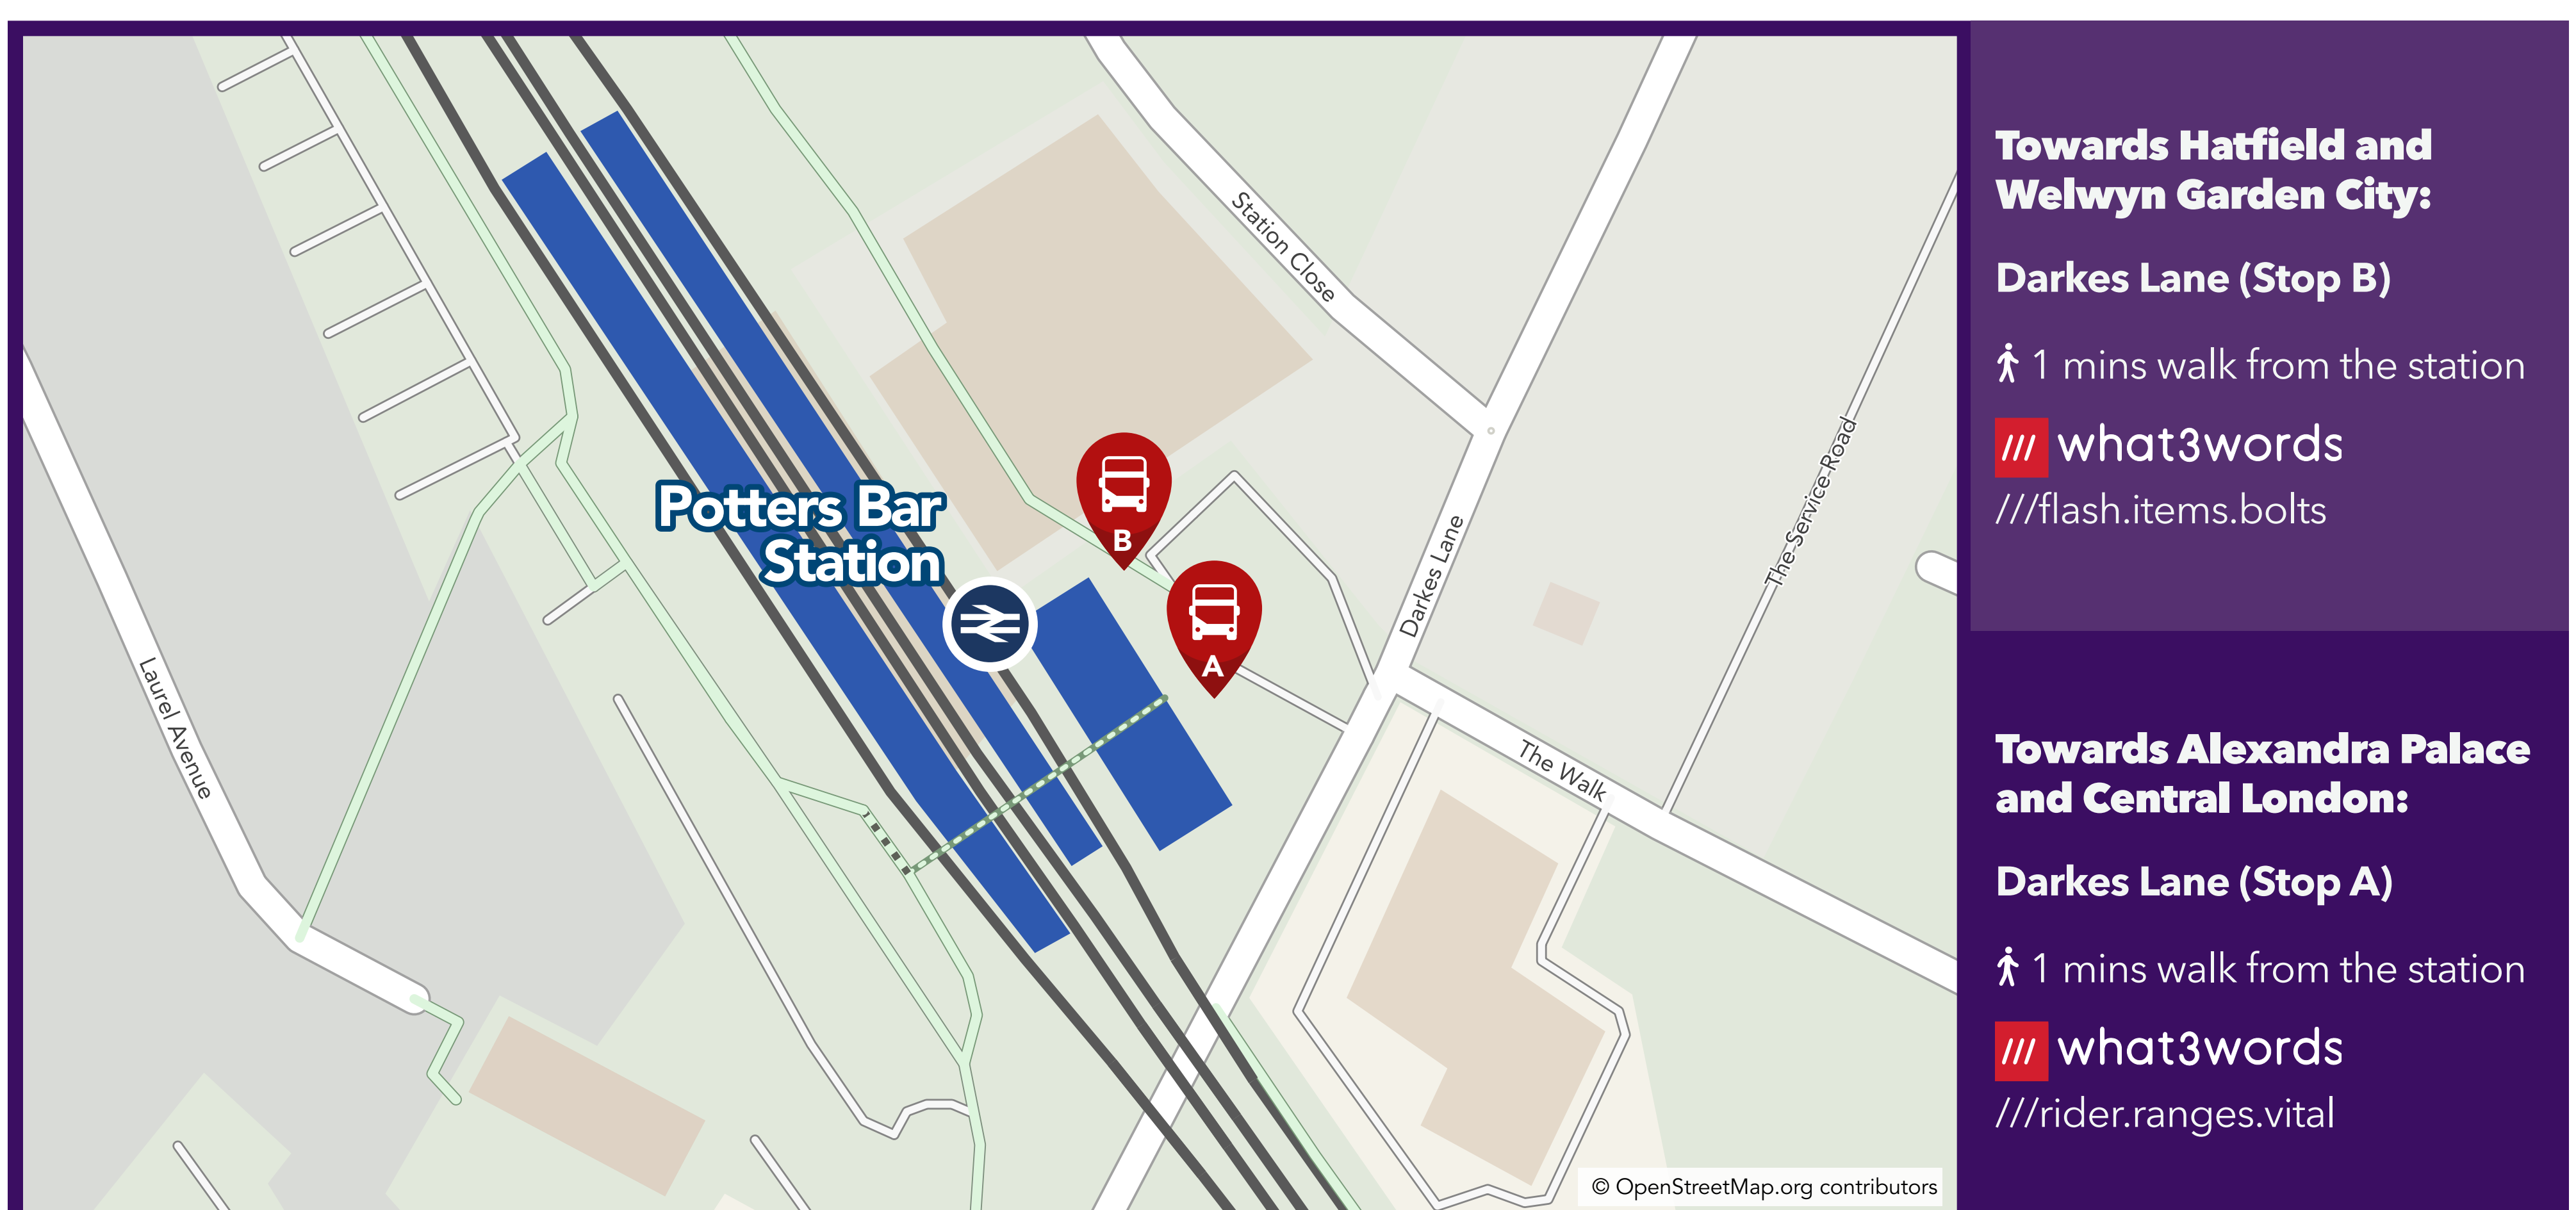 Station Close
Potters Bar
Station
B
A
Darkes Lane
The Service Road
Laurel Avenue
The Walk
© OpenStreetMap.org contributors
Towards Hatfield and
Welwyn Garden City:
Darkes Lane (Stop B)
1 mins walk from the station
/// what3words
///flash.items.bolts
Towards Alexandra Palace
and Central London:
Darkes Lane (Stop A)
1 mins walk from the station
/// what3words
///rider.ranges.vital